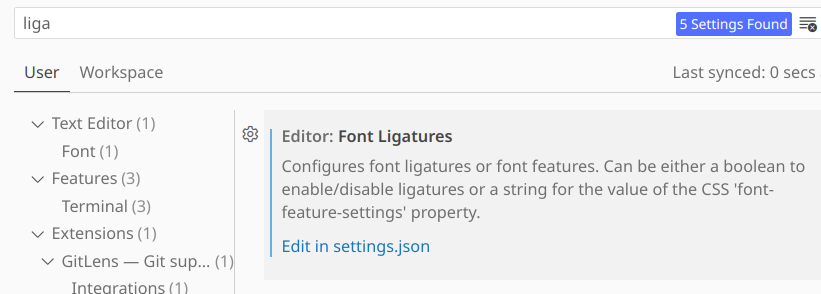 liga
5 Settings Found
User Workspace
Last synced: 0 secs
Text Editor (1)
Font (1)
Features (3)
Terminal (3)
Extensions (1)
GitLens — Git sup... (1)
Integrations (1)
Editor: Font Ligatures
Configures font ligatures or font features. Can be either a boolean to
enable/disable ligatures or a string for the value of the CSS 'font-
feature-settings' property.
Edit in settings.json